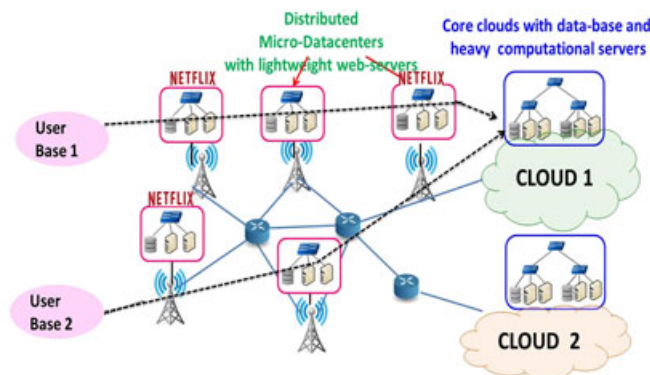 Distributed
Micro-Datacenters
with lightweight web-servers
Core clouds with data-base and
heavy computational servers
NETFLIX
NETFLIX
User
Base 1
CLOUD 1
NETFLIX
User
Base 2
CLOUD 2